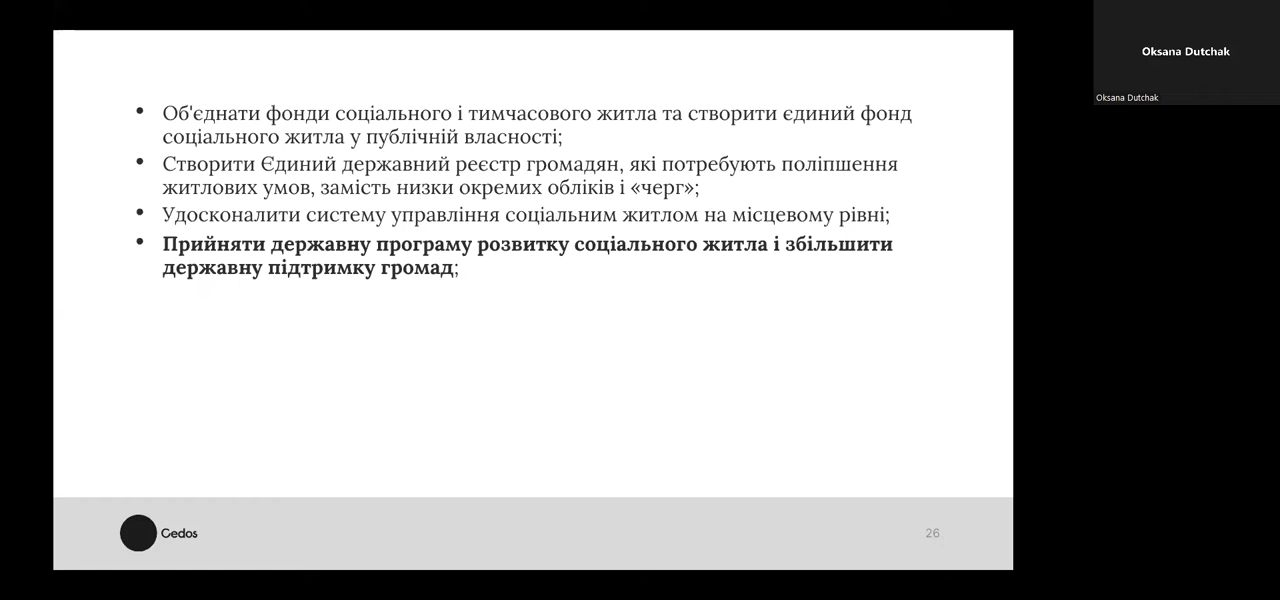 Oksana Dutchak
Oksana Dutchak
• Об'єднати фонди соціального і тимчасового житла та створити єдиний фонд
соціального житла у публічній власності;
• Створити Єдиний державний реєстр громадян, які потребують поліпшення
житлових умов, замість низки окремих обліків і «черг»;
• Удосконалити систему управління соціальним житлом на місцевому рівні;
• Прийняти державну програму розвитку соціального житла і збільшити
державну підтримку громад;
Cedos
26